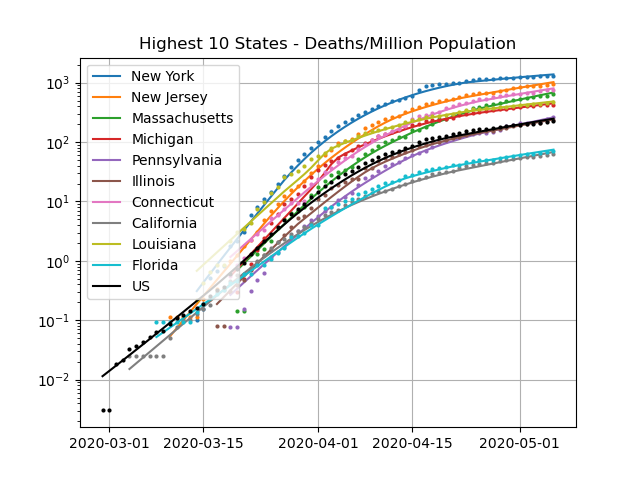 Highest 10 States - Deaths/Million Population
10³
10²
10¹
10⁰
10⁻¹
10⁻²
New York
New Jersey
Massachusetts
Michigan
Pennsylvania
Illinois
Connecticut
California
Louisiana
Florida
US
2020-03-01 2020-03-15 2020-04-01 2020-04-15 2020-05-01